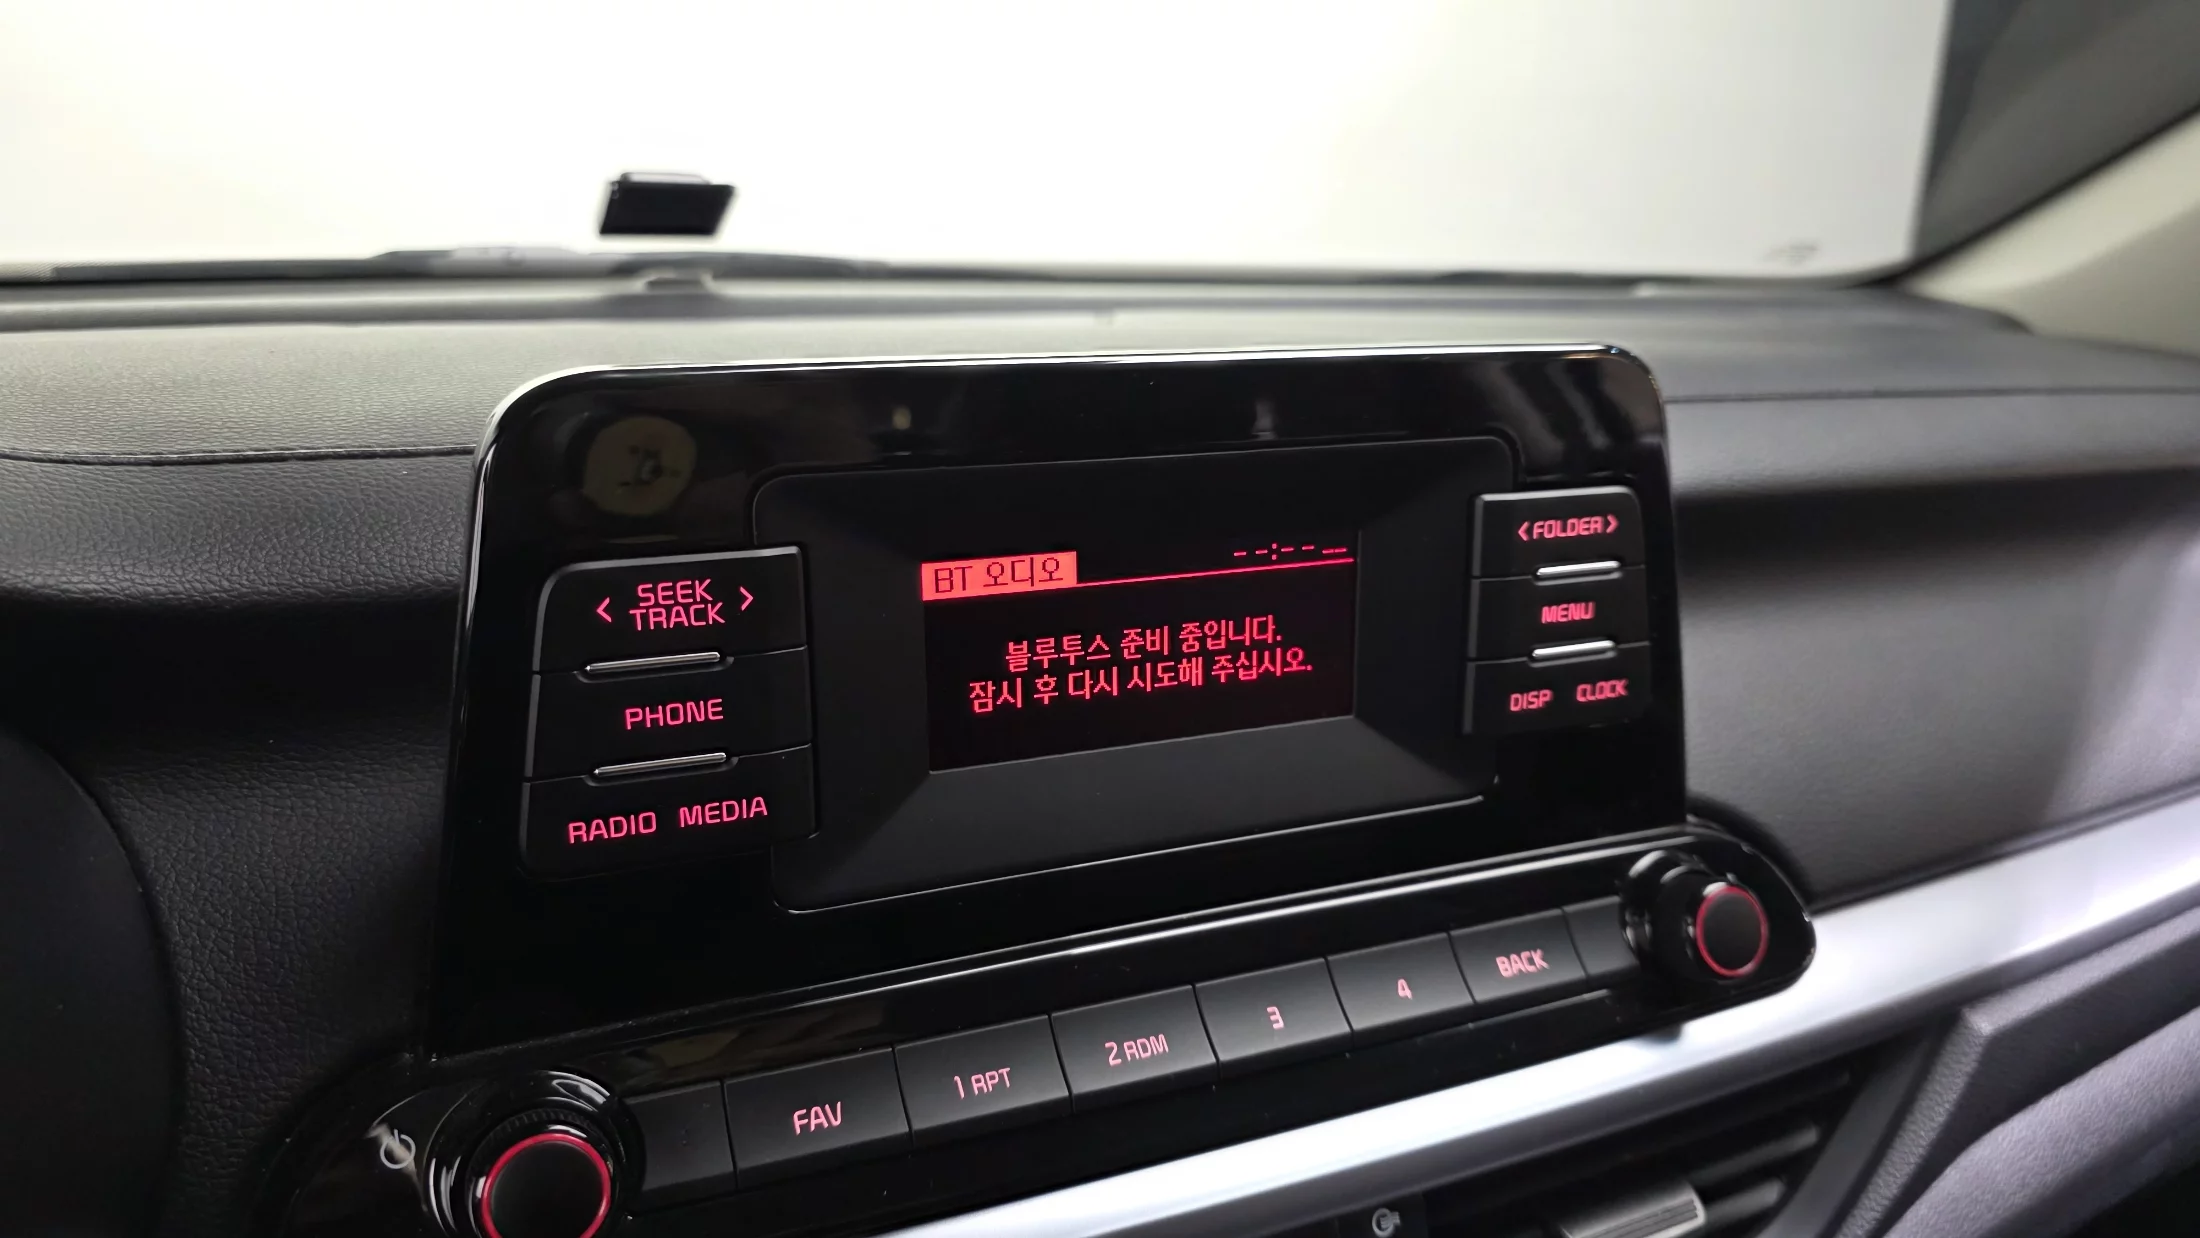 BT 오디오
--:-- --
블루투스 준비 중입니다.
잠시 후 다시 시도해 주십시오.
< SEEK TRACK >
PHONE
RADIO MEDIA
<FOLDER>
MENU
DISP CLOCK
FAV
1 RPT
2 RDM
3
4
BACK